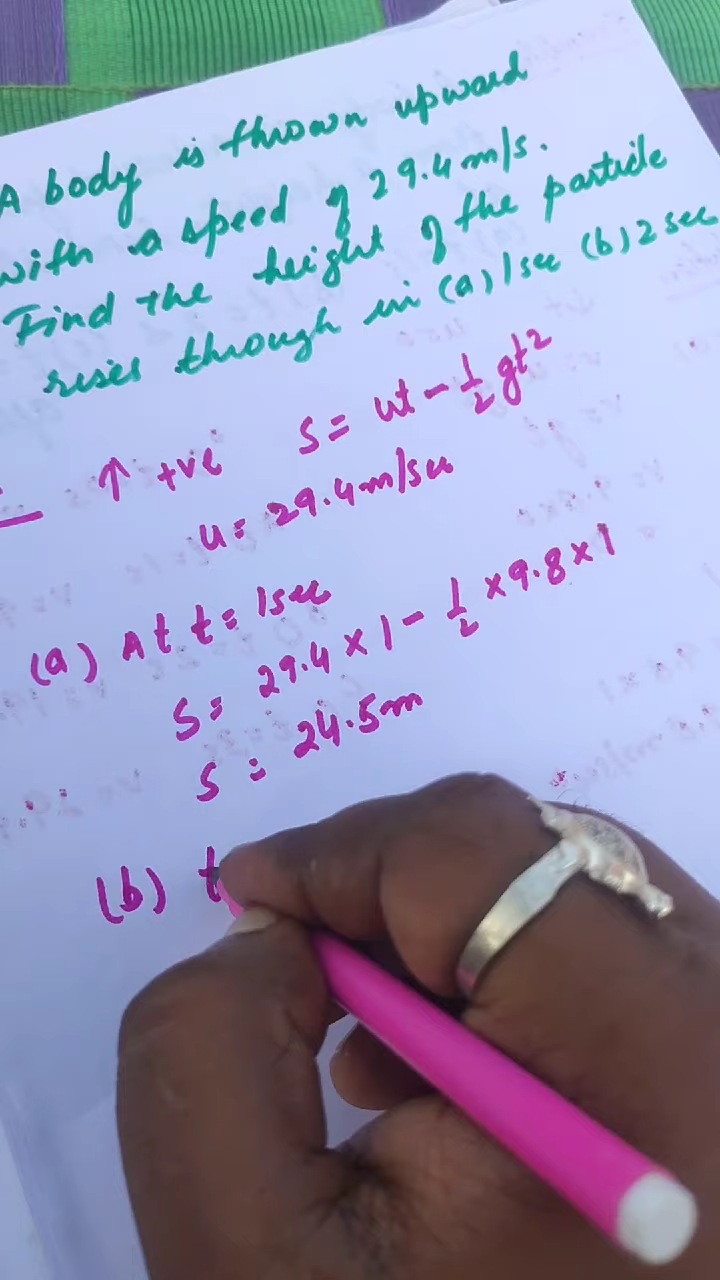 A body is thrown upward
with a speed of 29.4 m/s.
Find the height of the particle
rises through in (a) 1 sec (b) 2 sec
↑ +ve S = ut - 1/2 gt²
u = 29.4 m/sec
(a) At t = 1 sec
S = 29.4 × 1 - 1/2 × 9.8 × 1
S = 24.5 m
(b) t